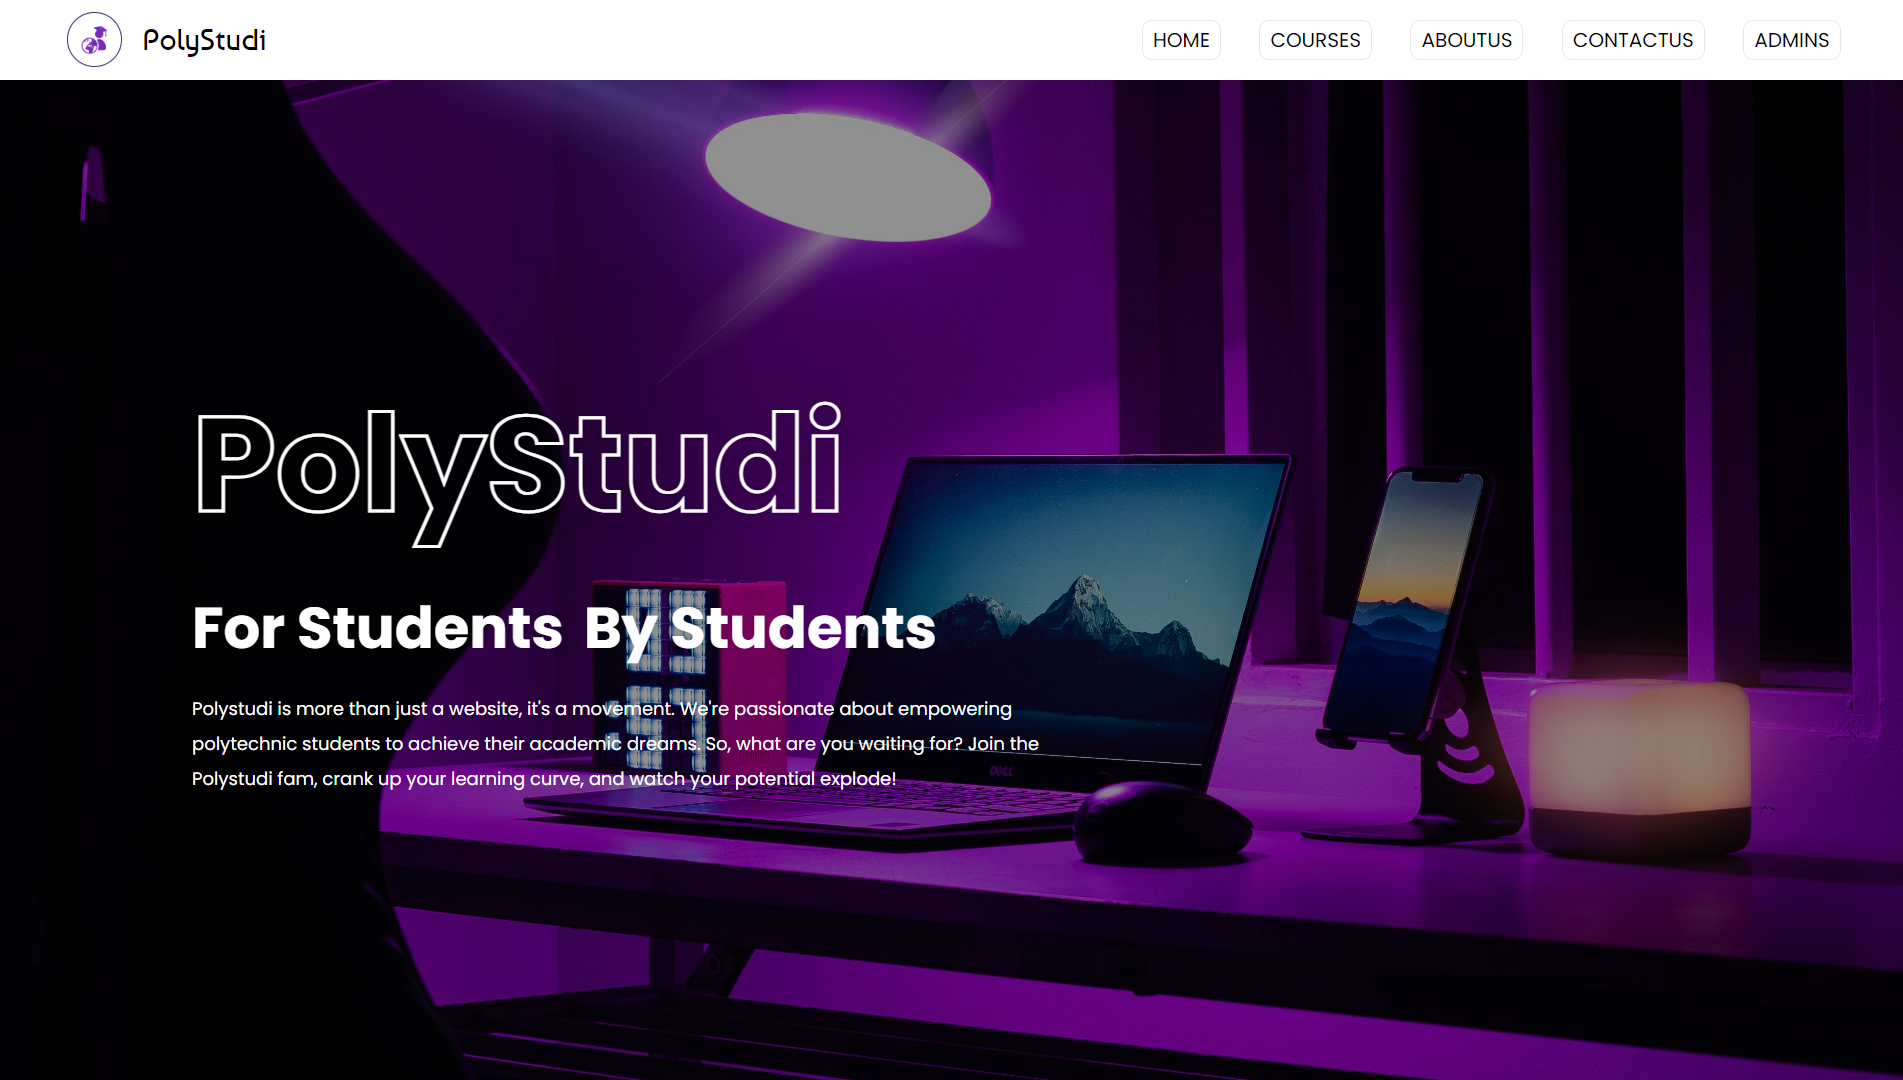 PolyStudi
HOME COURSES ABOUTUS CONTACTUS ADMINS
PolyStudi
For Students By Students
Polystudi is more than just a website, it's a movement. We're passionate about empowering
polytechnic students to achieve their academic dreams. So, what are you waiting for? Join the
Polystudi fam, crank up your learning curve, and watch your potential explode!
DELL